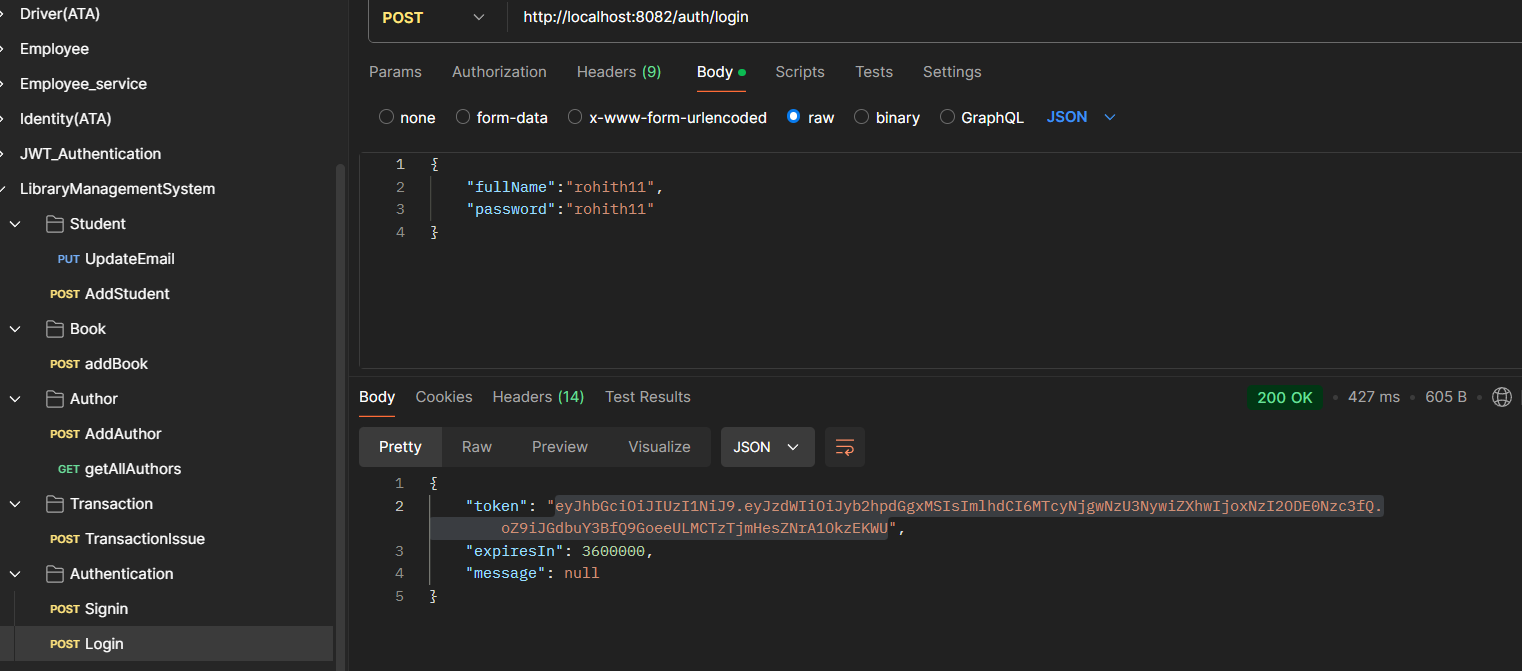 Driver(ATA)
Employee
Employee_service
Identity(ATA)
JWT_Authentication
LibraryManagementSystem
Student
PUT UpdateEmail
POST AddStudent
Book
POST addBook
Author
POST AddAuthor
GET getAllAuthors
Transaction
POST TransactionIssue
Authentication
POST Signin
POST Login
POST http://localhost:8082/auth/login
Params Authorization Headers (9) Body Scripts Tests Settings
none form-data x-www-form-urlencoded raw binary GraphQL JSON
1 {
2 "fullName":"rohith11",
3 "password":"rohith11"
4 }
Body Cookies Headers (14) Test Results 200 OK 427 ms 605 B
Pretty Raw Preview Visualize JSON
1 {
2 "token": "eyJhbGciOiJIUzI1NiJ9.eyJzdWIiOiJyb2hpdGgxMSIsImlhdCI6MTcyNjgwNzU3NywiZXhwIjoxNzI2ODE0Nzc3fQ.
oZ9iJGdbuY3BfQ9GoeeULMCTzTjmHesZNrA1OkzEKWU",
3 "expiresIn": 3600000,
4 "message": null
5 }